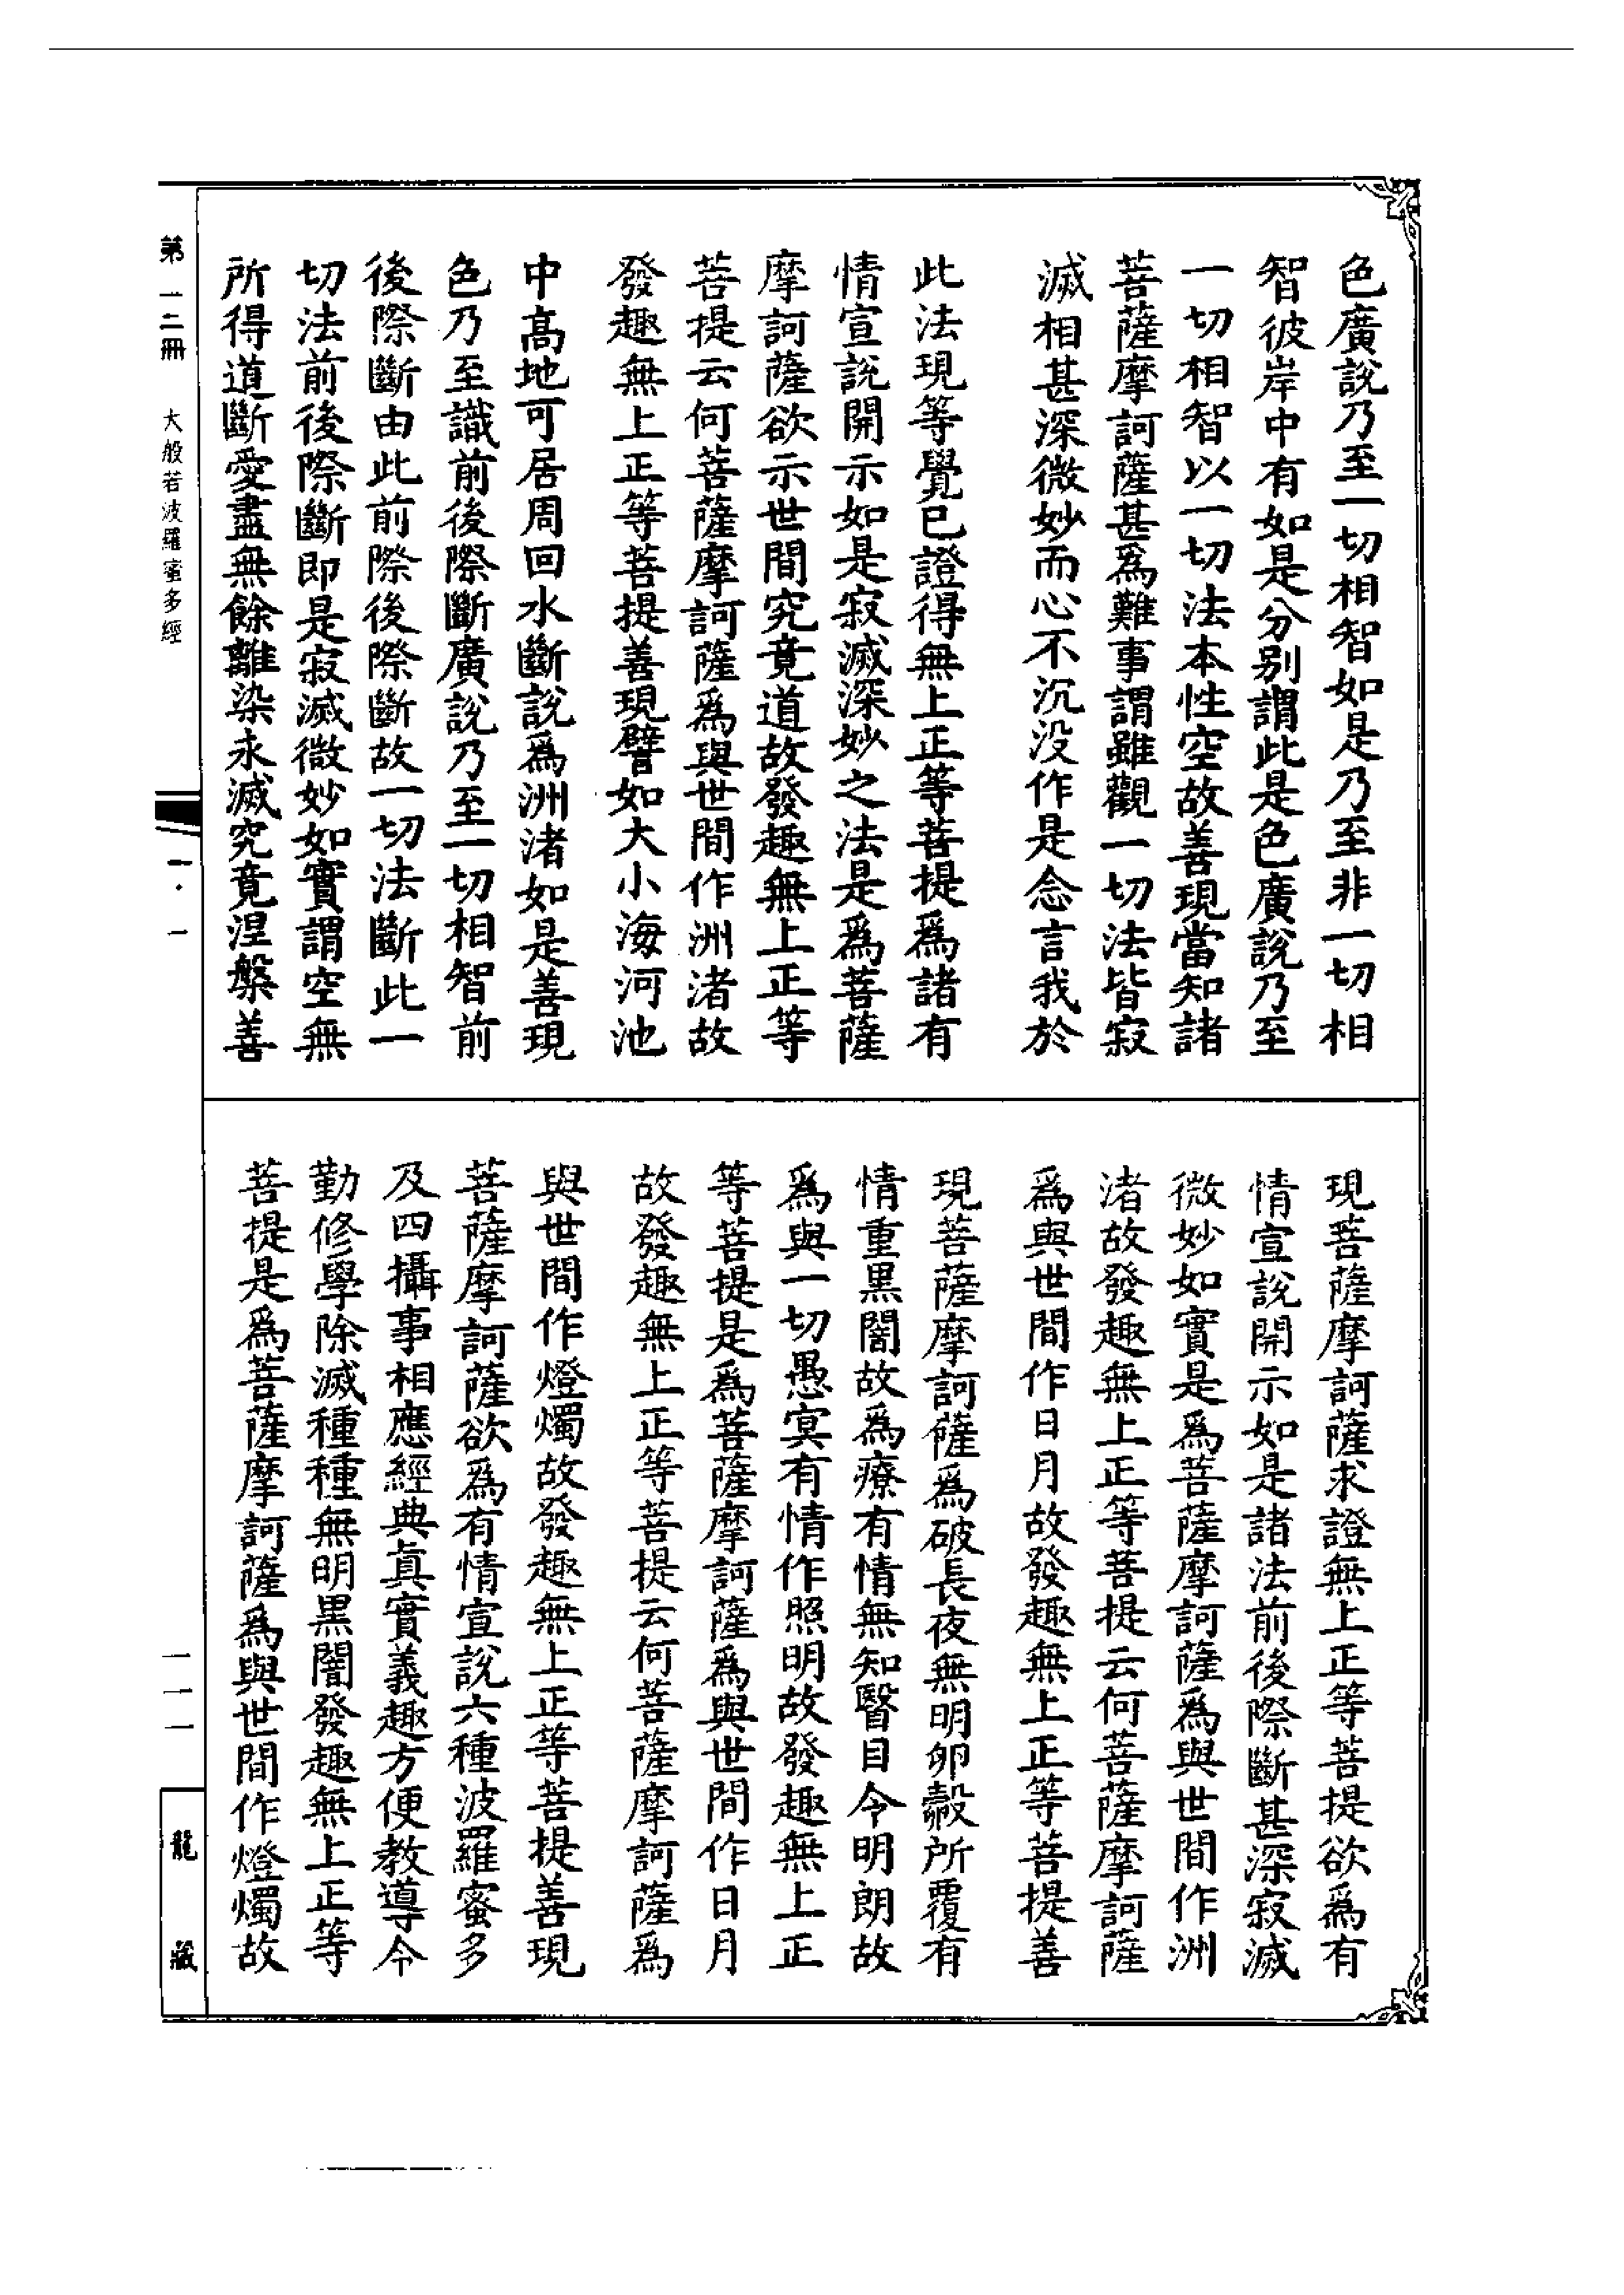 色廣説乃至一切相智如是乃至非一切相
智彼岸中有如是分别謂此是色廣説乃至
一切相智以一切法本性空故善現當知諸
菩薩摩訶薩甚爲難事謂雖觀一切法皆寂
滅相甚深微妙而心不沉没作是念言我於
此法現等覺已證得無上正等菩提爲諸有
情宣説開示如是寂滅深妙之法是爲菩薩
摩訶薩欲示世間究竟道故發趣無上正等
菩提云何菩薩摩訶薩爲與世間作洲渚故
發趣無上正等菩提善現譬如大小海河池
中高地可居周回水斷説爲洲渚如是善現
色乃至識前後際斷廣説乃至一切相智前
後際斷由此前際後際斷故一切法斷此一
切法前後際斷即是寂滅微妙如實謂空無
所得道斷愛盡無餘離染永滅究竟涅槃善
現菩薩摩訶薩求證無上正等菩提欲爲有
情宣説開示如是諸法前後際斷甚深寂滅
微妙如實是爲菩薩摩訶薩爲與世間作洲
渚故發趣無上正等菩提云何菩薩摩訶薩
爲與世間作日月故發趣無上正等菩提善
現菩薩摩訶薩爲破長夜無明卵㲉所覆有
情重黑闇故爲療有情無知瞖目令明朗故
爲與一切愚冥有情作照明故發趣無上正
等菩提是爲菩薩摩訶薩爲與世間作日月
故發趣無上正等菩提云何菩薩摩訶薩爲
與世間作燈燭故發趣無上正等菩提善現
菩薩摩訶薩欲爲有情宣説六種波羅蜜多
及四攝事相應經典真實義趣方便教導令
勤修學除滅種種無明黑闇發趣無上正等
菩提是爲菩薩摩訶薩爲與世間作燈燭故
大般若波羅蜜多經
龍藏